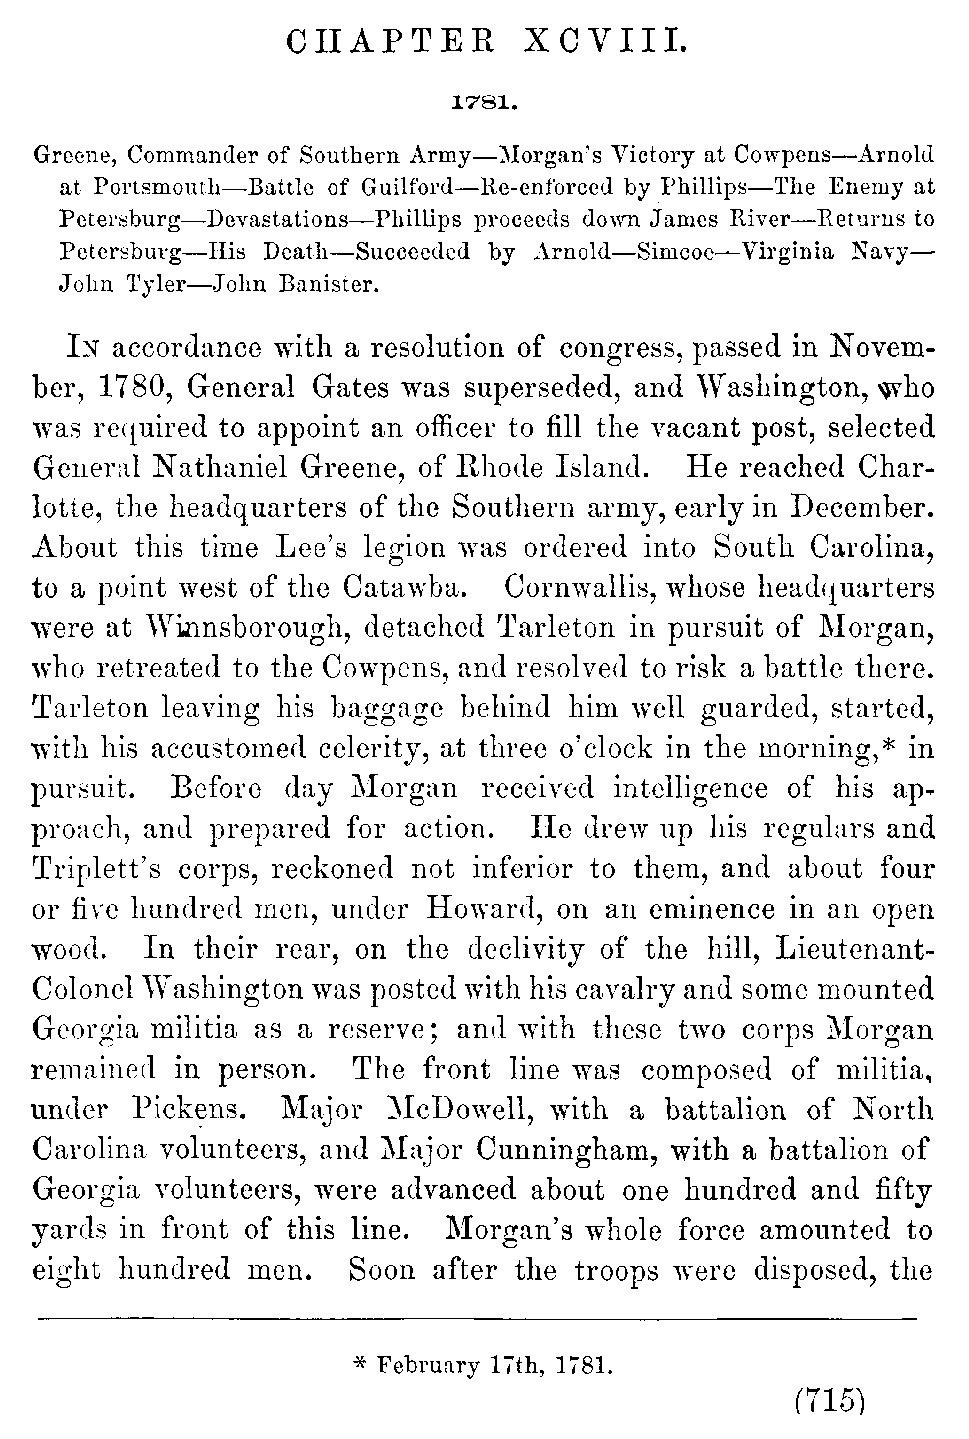 CHAPTER XCVIII.
1781.
Greene, Commander of Southern Army—Morgan's Victory at Cowpens—Arnold
at Portsmouth—Battle of Guilford—Re-enforced by Phillips—The Enemy at
Petersburg—Devastations—Phillips proceeds down James River—Returns to
Petersburg—His Death—Succeeded by Arnold—Simcoe—Virginia Navy—
John Tyler—John Banister.
In accordance with a resolution of congress, passed in Novem-
ber, 1780, General Gates was superseded, and Washington, who
was required to appoint an officer to fill the vacant post, selected
General Nathaniel Greene, of Rhode Island. He reached Char-
lotte, the headquarters of the Southern army, early in December.
About this time Lee's legion was ordered into South Carolina,
to a point west of the Catawba. Cornwallis, whose headquarters
were at Winnsborough, detached Tarleton in pursuit of Morgan,
who retreated to the Cowpens, and resolved to risk a battle there.
Tarleton leaving his baggage behind him well guarded, started,
with his accustomed celerity, at three o'clock in the morning,* in
pursuit. Before day Morgan received intelligence of his ap-
proach, and prepared for action. He drew up his regulars and
Triplett's corps, reckoned not inferior to them, and about four
or five hundred men, under Howard, on an eminence in an open
wood. In their rear, on the declivity of the hill, Lieutenant-
Colonel Washington was posted with his cavalry and some mounted
Georgia militia as a reserve; and with these two corps Morgan
remained in person. The front line was composed of militia,
under Pickens. Major McDowell, with a battalion of North
Carolina volunteers, and Major Cunningham, with a battalion of
Georgia volunteers, were advanced about one hundred and fifty
yards in front of this line. Morgan's whole force amounted to
eight hundred men. Soon after the troops were disposed, the
* February 17th, 1781.
(715)